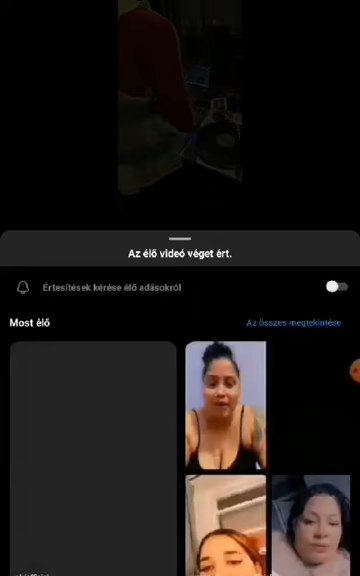 Az élő videó véget ért.
Értesítések kérése élő adásokról
Most élő
Az összes megtekintése